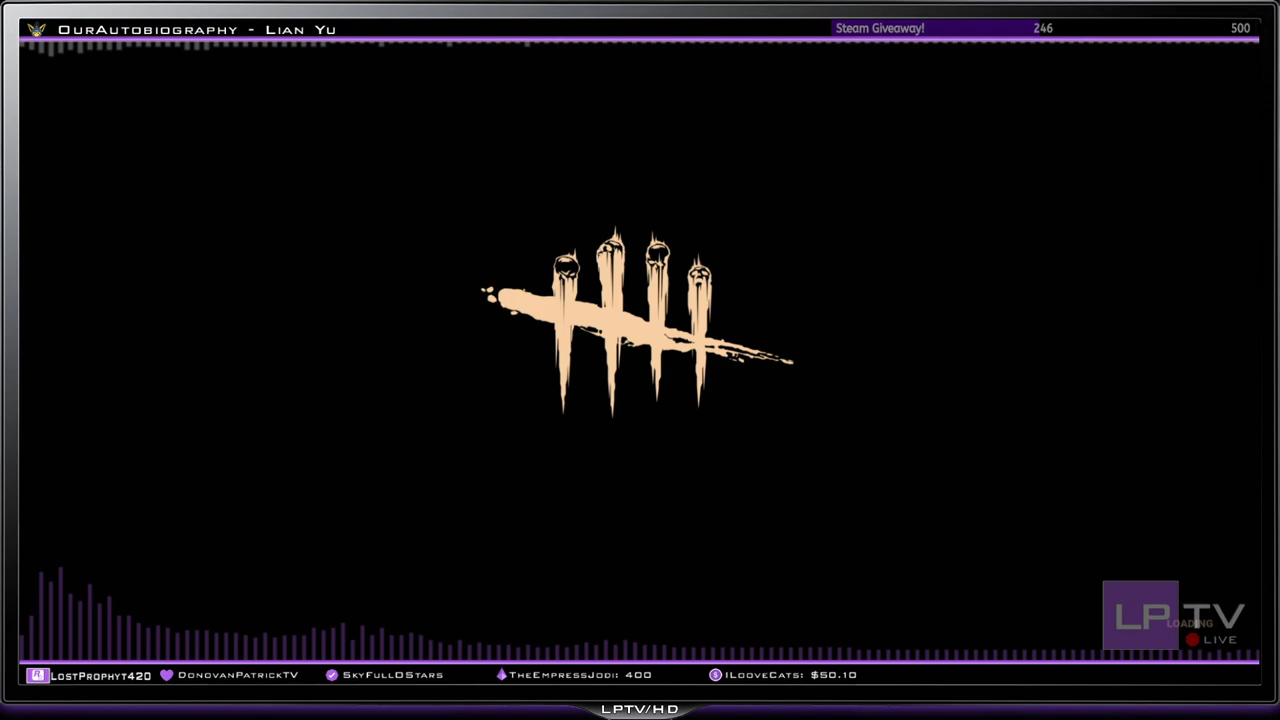 OurAutobiography - Lian Yu
Steam Giveaway! 246 500
LPTV
LOADING
LIVE
R LostProphyt420 DonovanPatrickTV SkyFullOStars TheEmpressJodi: 400 $ ILooveCats: $50.10
LPTV/HD